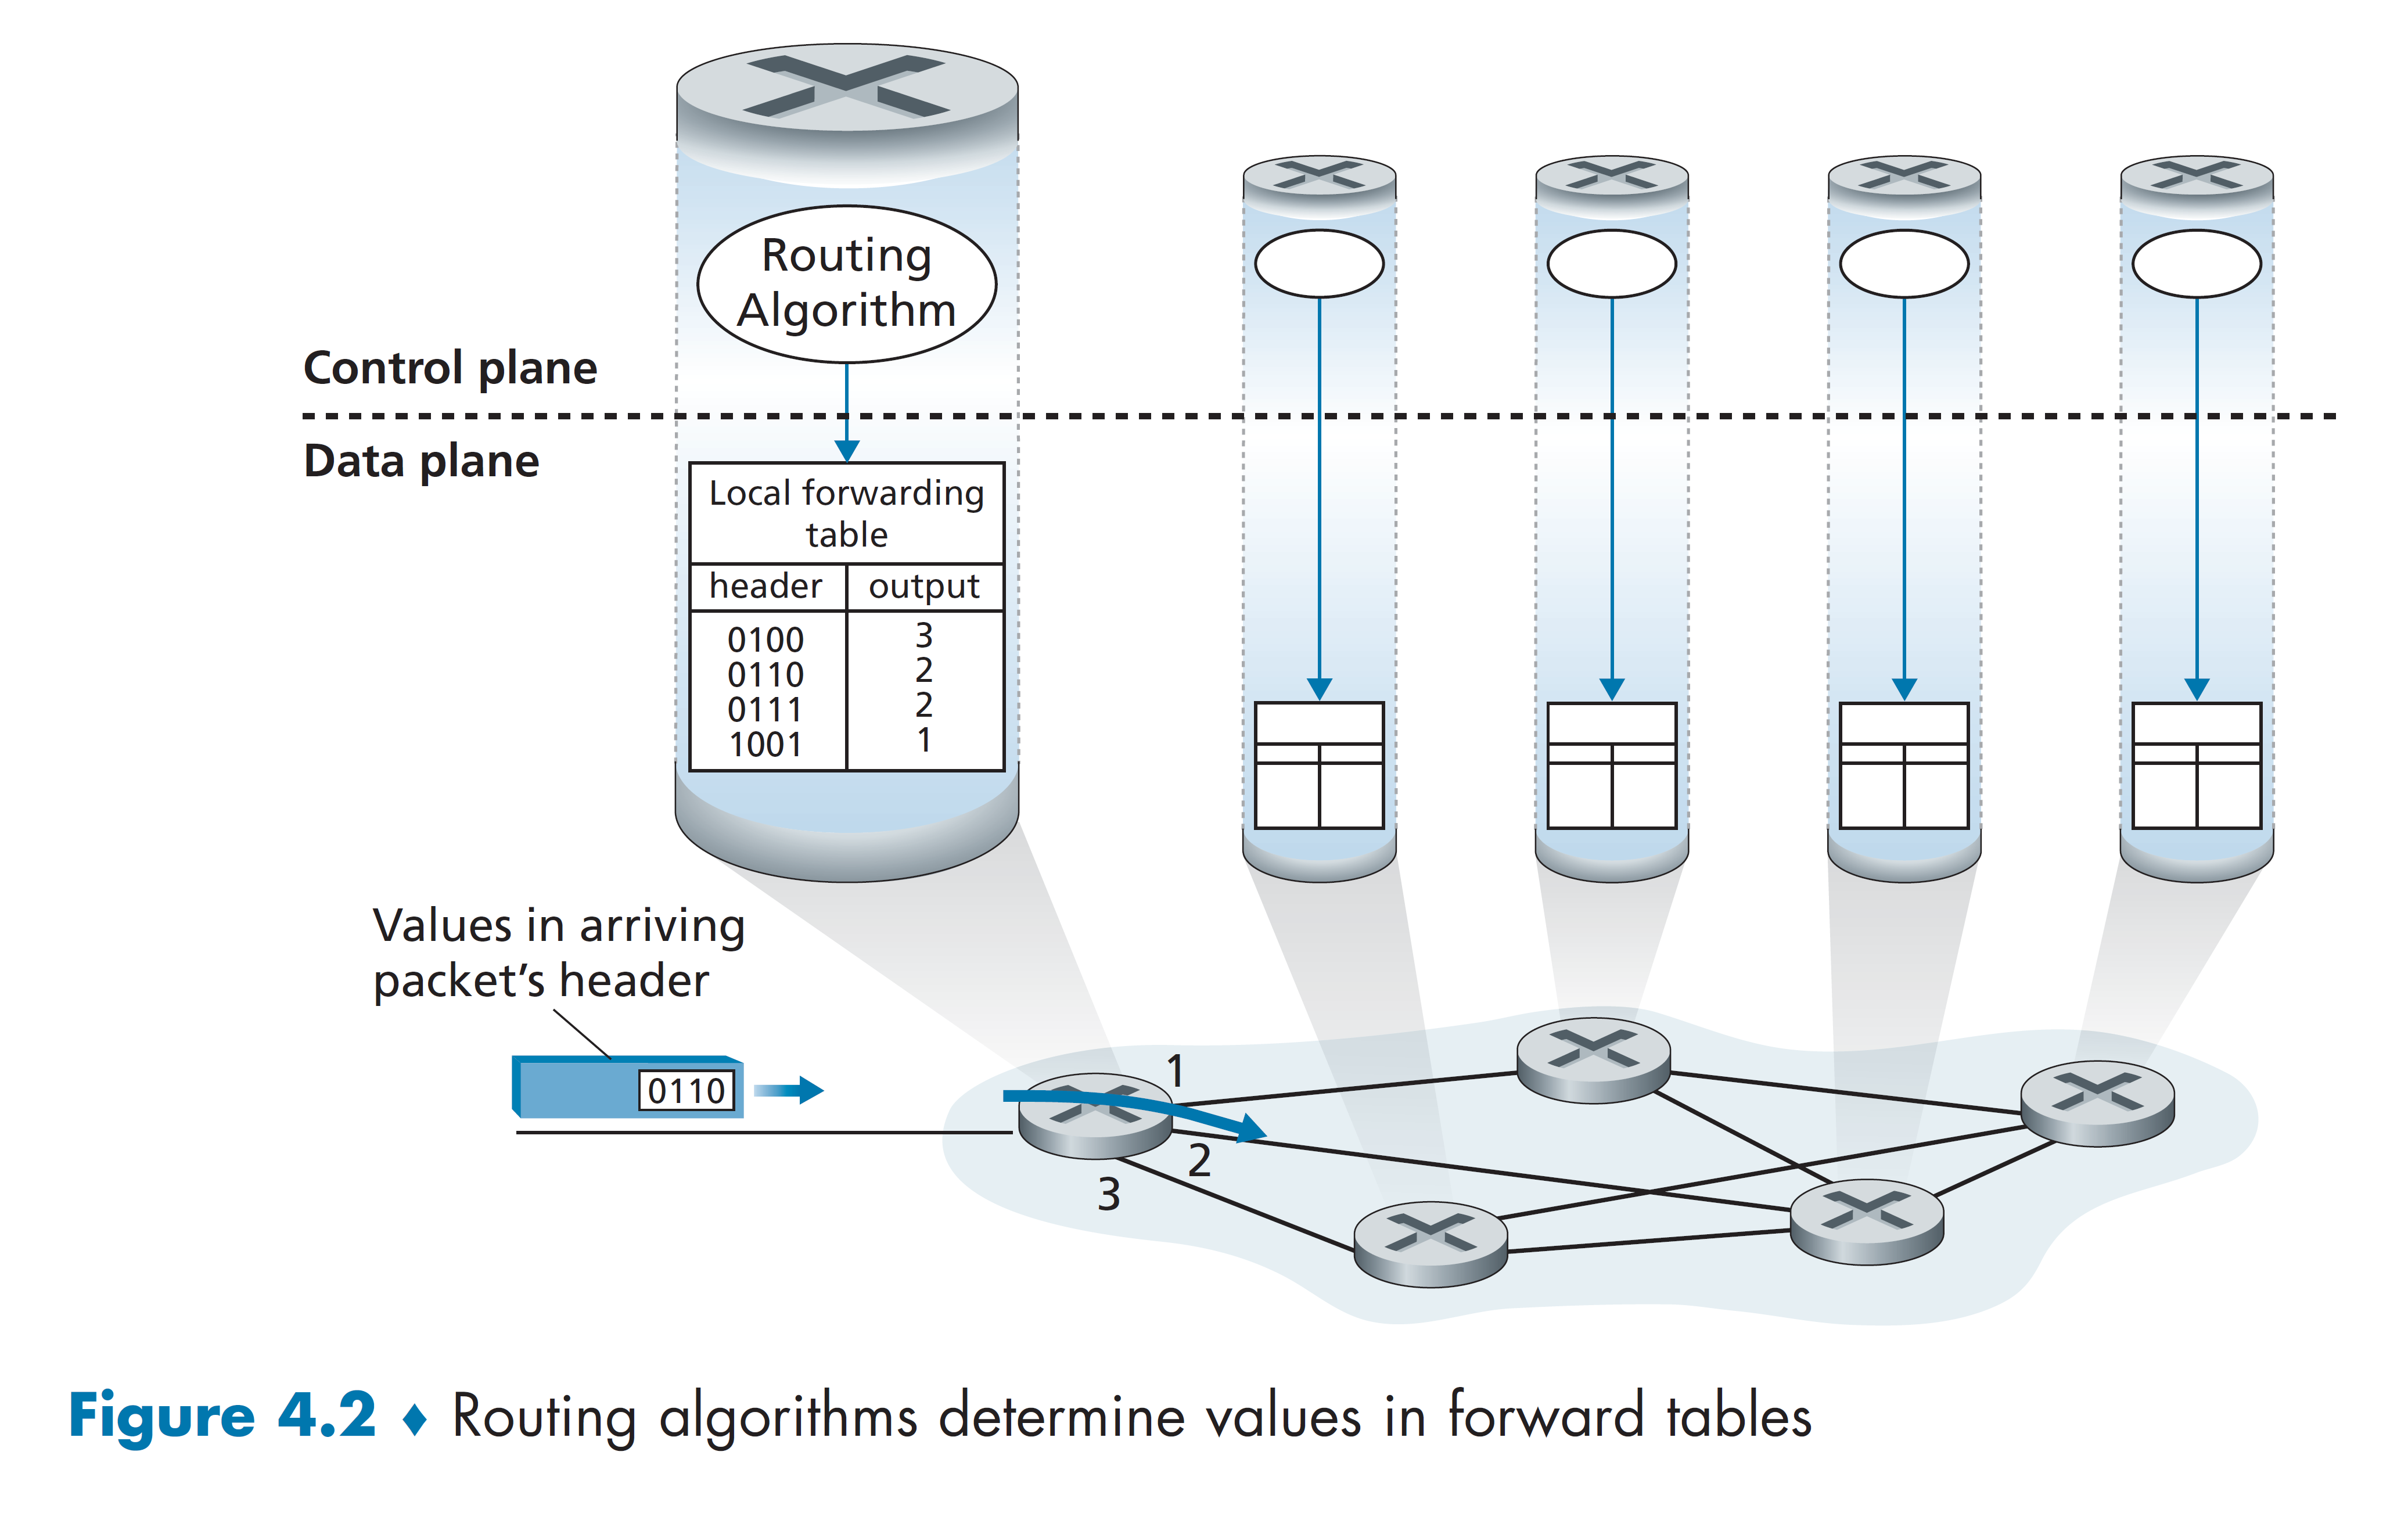 Routing
Algorithm
Control plane
Data plane
Local forwarding
table
header output
0100 3
0110 2
0111 2
1001 1
Values in arriving
packet’s header
0110
1
2
3
Figure 4.2 ♦ Routing algorithms determine values in forward tables